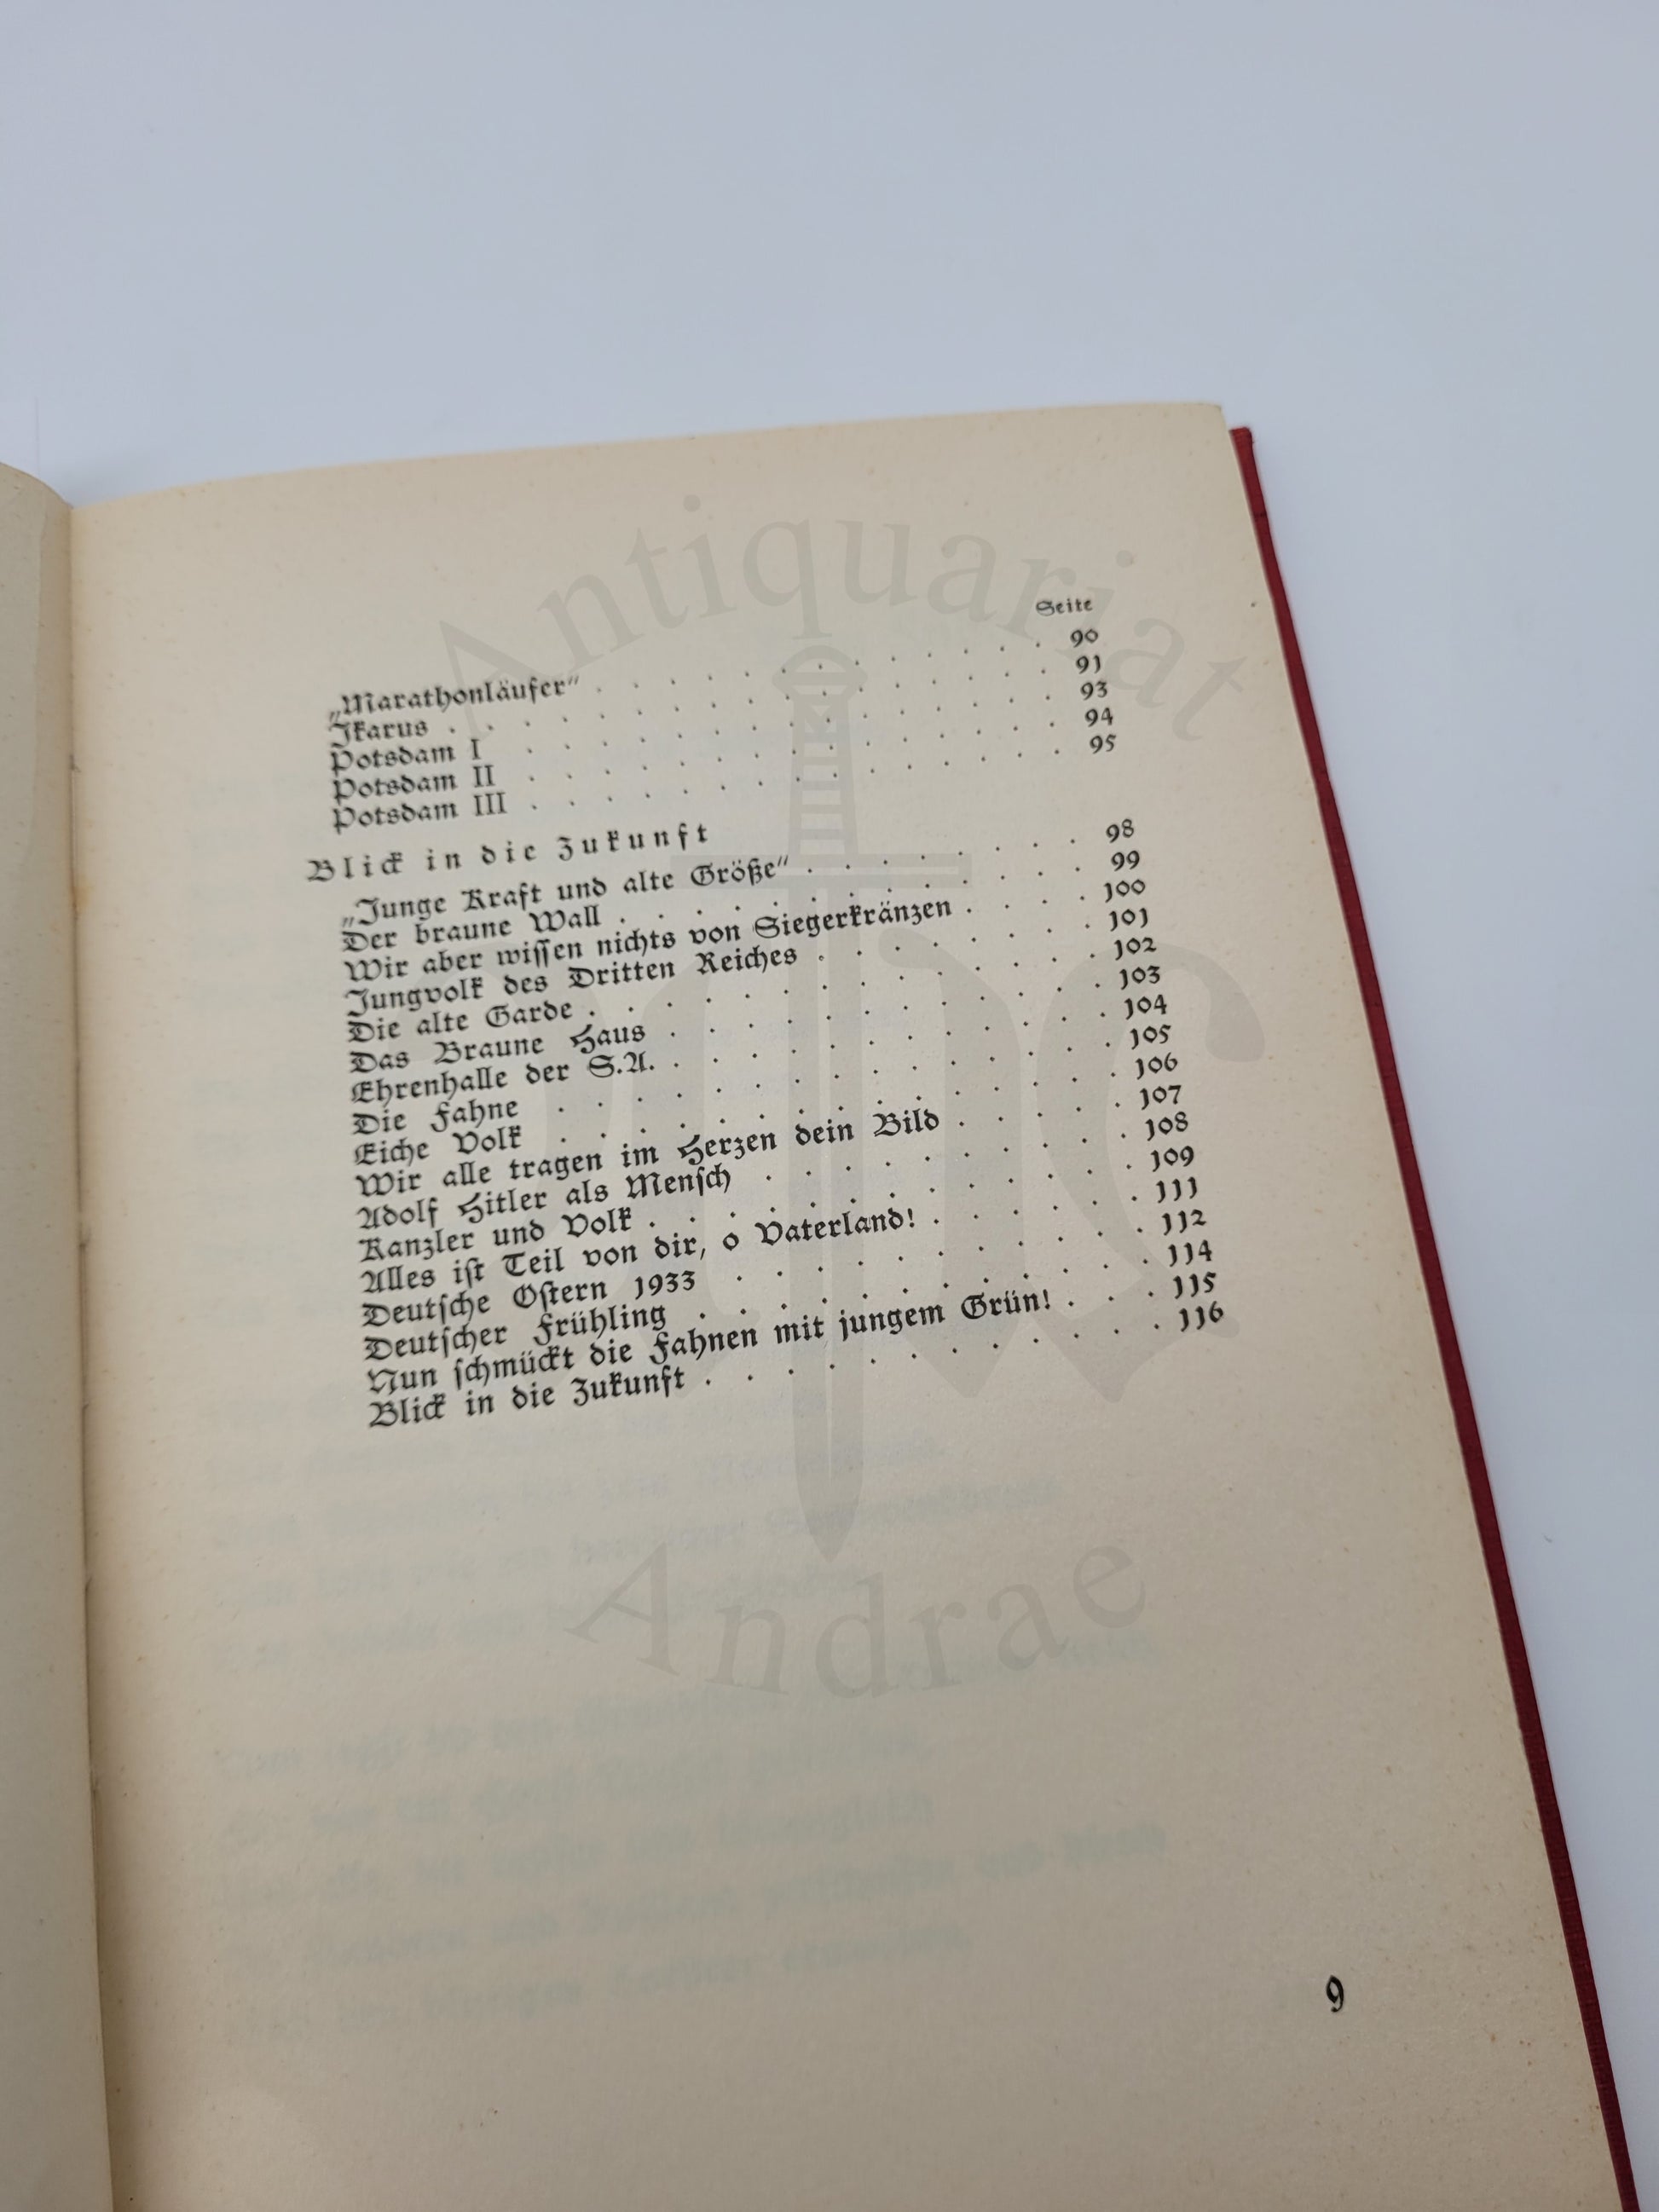 Seite
„Marathonläufer“ . . . . . . . . . . . . 90
Ikarus . . . . . . . . . . . . . . . . 91
Potsdam I . . . . . . . . . . . . . . 93
Potsdam II . . . . . . . . . . . . . . 94
Potsdam III . . . . . . . . . . . . . . 95
Blick in die Zukunft
„Junge Kraft und alte Größe“ . . . . . . . . 98
Der braune Wall . . . . . . . . . . . . 99
Wir aber wissen nichts von Siegerkränzen . . . . 100
Jungvolk des Dritten Reiches . . . . . . . . 101
Die alte Garde . . . . . . . . . . . . . 102
Das Braune Haus . . . . . . . . . . . . 103
Ehrenhalle der S.A. . . . . . . . . . . . 104
Die Fahne . . . . . . . . . . . . . . 105
Eiche Volk . . . . . . . . . . . . . . 106
Wir alle tragen im Herzen dein Bild . . . . . 107
Adolf Hitler als Mensch . . . . . . . . . . 108
Kanzler und Volk . . . . . . . . . . . . 109
Alles ist Teil von dir, o Vaterland! . . . . . . 111
Deutsche Ostern 1933 . . . . . . . . . . . 112
Deutscher Frühling . . . . . . . . . . . . 114
Nun schmückt die Fahnen mit jungem Grün! . . . 115
Blick in die Zukunft . . . . . . . . . . . . 116
9
Antiquariat
Andrae